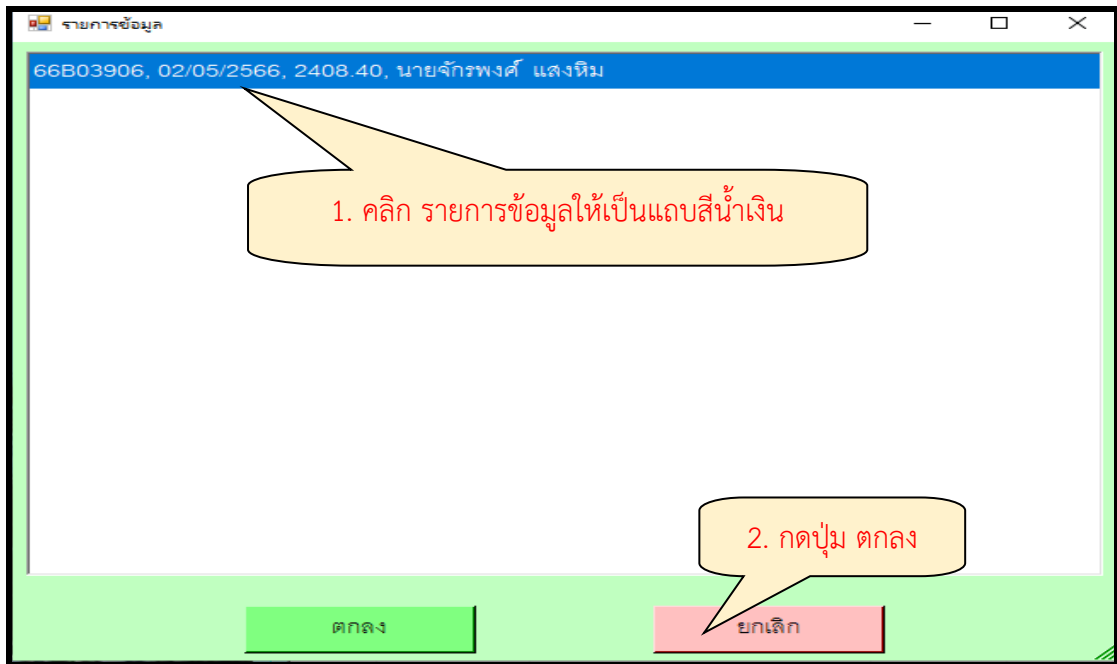 รายการข้อมูล
66B03906, 02/05/2566, 2408.40, นายจักรพงศ์ แสงหิม
1. คลิก รายการข้อมูลให้เป็นแถบสีน้ำเงิน
2. กดปุ่ม ตกลง
ตกลง
ยกเลิก